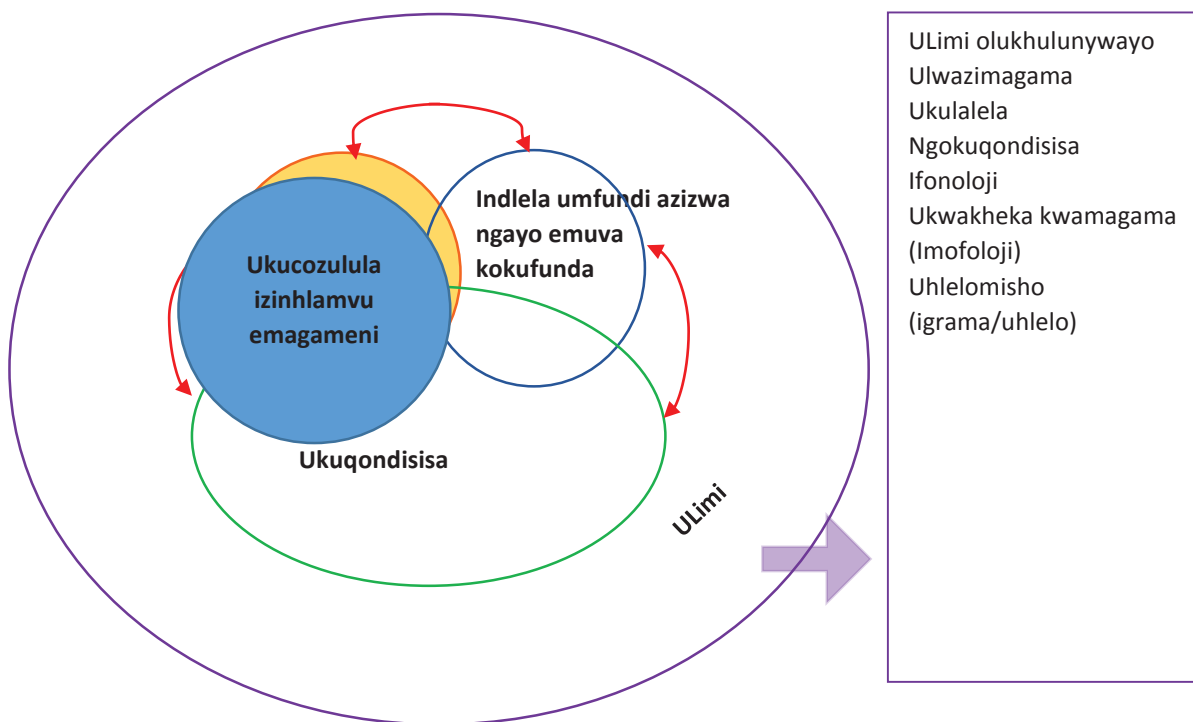 Indlela umfundi azizwa
ngayo emuva
kokufunda
Ukucozulula
izinhlamvu
emagameni
Ukuqondisisa
ULimi
ULimi olukhulunywayo
Ulwazimagama
Ukulalela
Ngokuqondisisa
Ifonoloji
Ukwakheka kwamagama
(Imofoloji)
Uhlelomisho
(igrama/uhlelo)